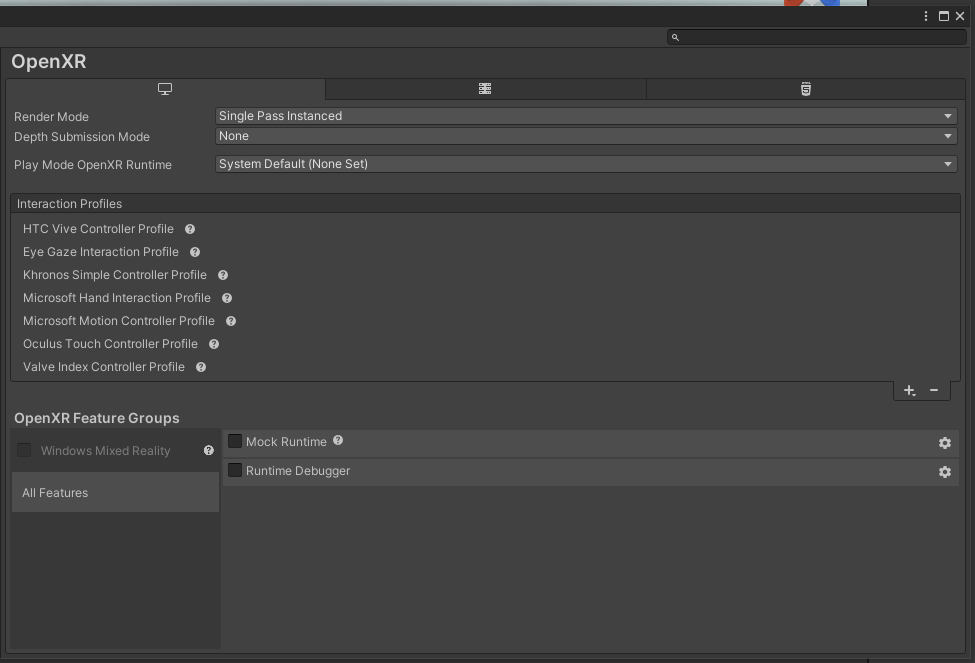 OpenXR
Render Mode Single Pass Instanced
Depth Submission Mode None
Play Mode OpenXR Runtime System Default (None Set)
Interaction Profiles
HTC Vive Controller Profile
Eye Gaze Interaction Profile
Khronos Simple Controller Profile
Microsoft Hand Interaction Profile
Microsoft Motion Controller Profile
Oculus Touch Controller Profile
Valve Index Controller Profile
OpenXR Feature Groups
Windows Mixed Reality
All Features
Mock Runtime
Runtime Debugger